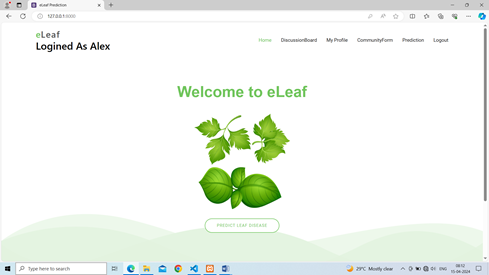 eLeaf Prediction
127.0.0.1:8000
eLeaf
Logined As Alex
Home DiscussionBoard My Profile CommunityForm Prediction Logout
Welcome to eLeaf
PREDICT LEAF DISEASE
Type here to search
29°C Mostly clear
ENG
08:12
15-04-2024